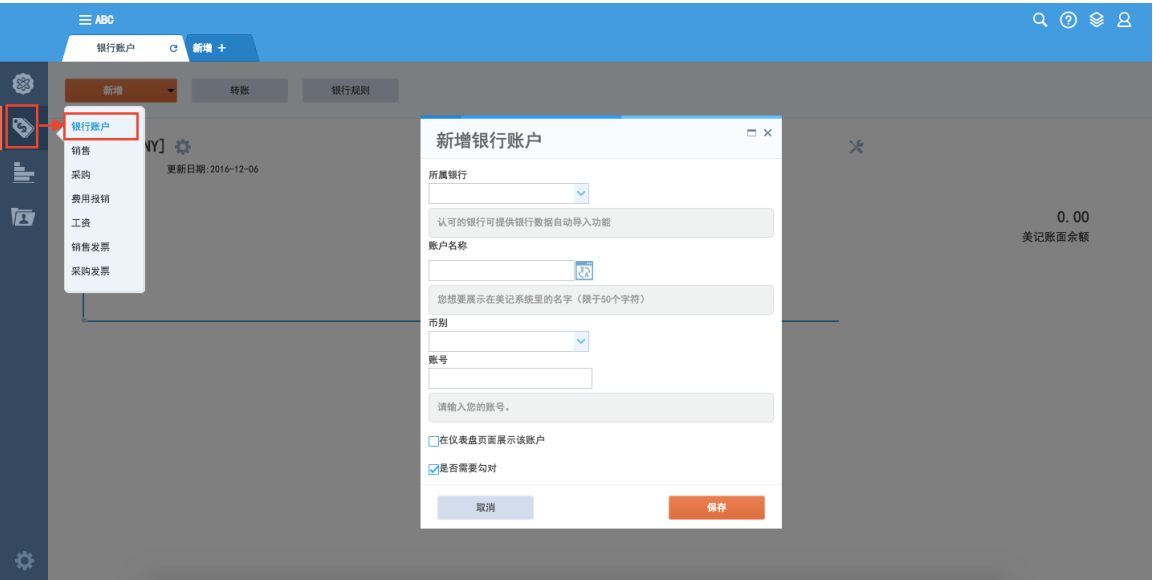 ABC
银行账户
新增 +
新增
转账
银行规则
银行账户
销售
采购
费用报销
工资
销售发票
采购发票
NY]
更新日期:2016-12-06
新增银行账户
所属银行
认可的银行可提供银行数据自动导入功能
账户名称
您想要展示在美记系统里的名字（限于50个字符）
币别
账号
请输入您的账号。
在仪表盘页面展示该账户
是否需要勾对
取消
保存
0.00
美记账面余额